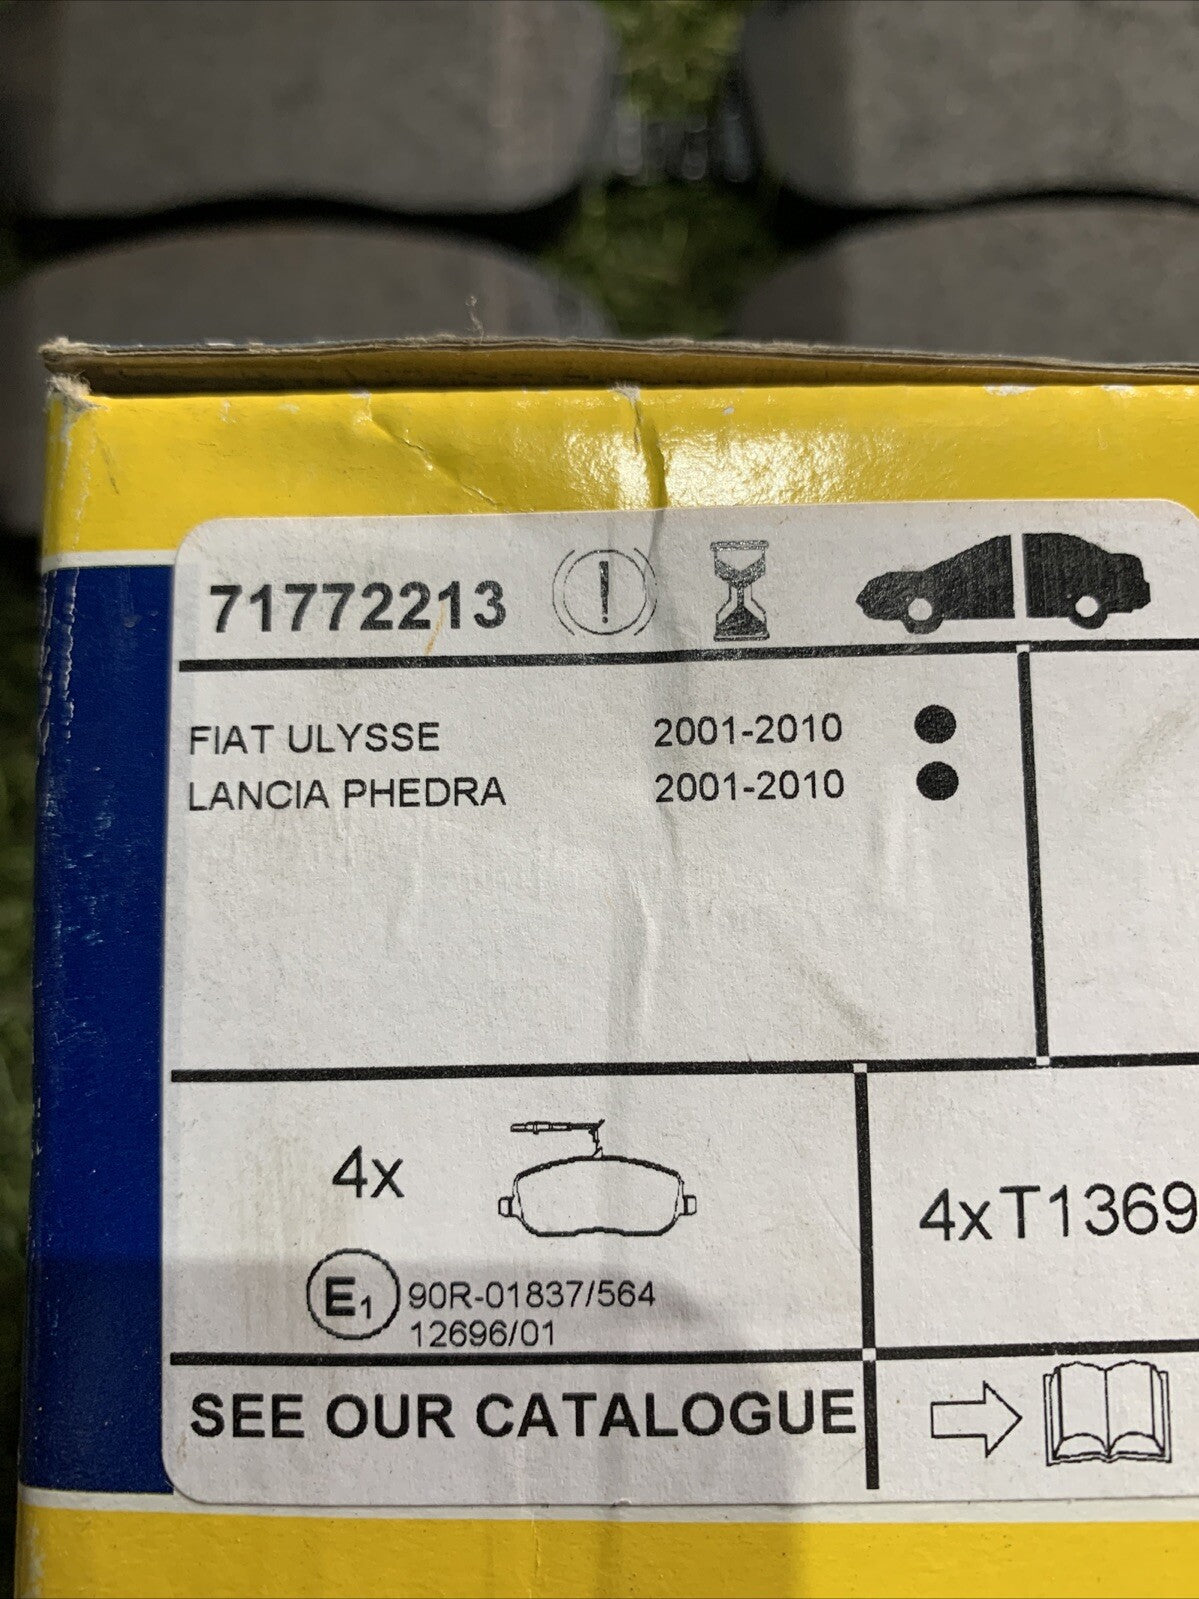 71772213
FIAT ULYSSE 2001-2010 ●
LANCIA PHEDRA 2001-2010 ●
4x
4xT1369
E1 90R-01837/564
12696/01
SEE OUR CATALOGUE